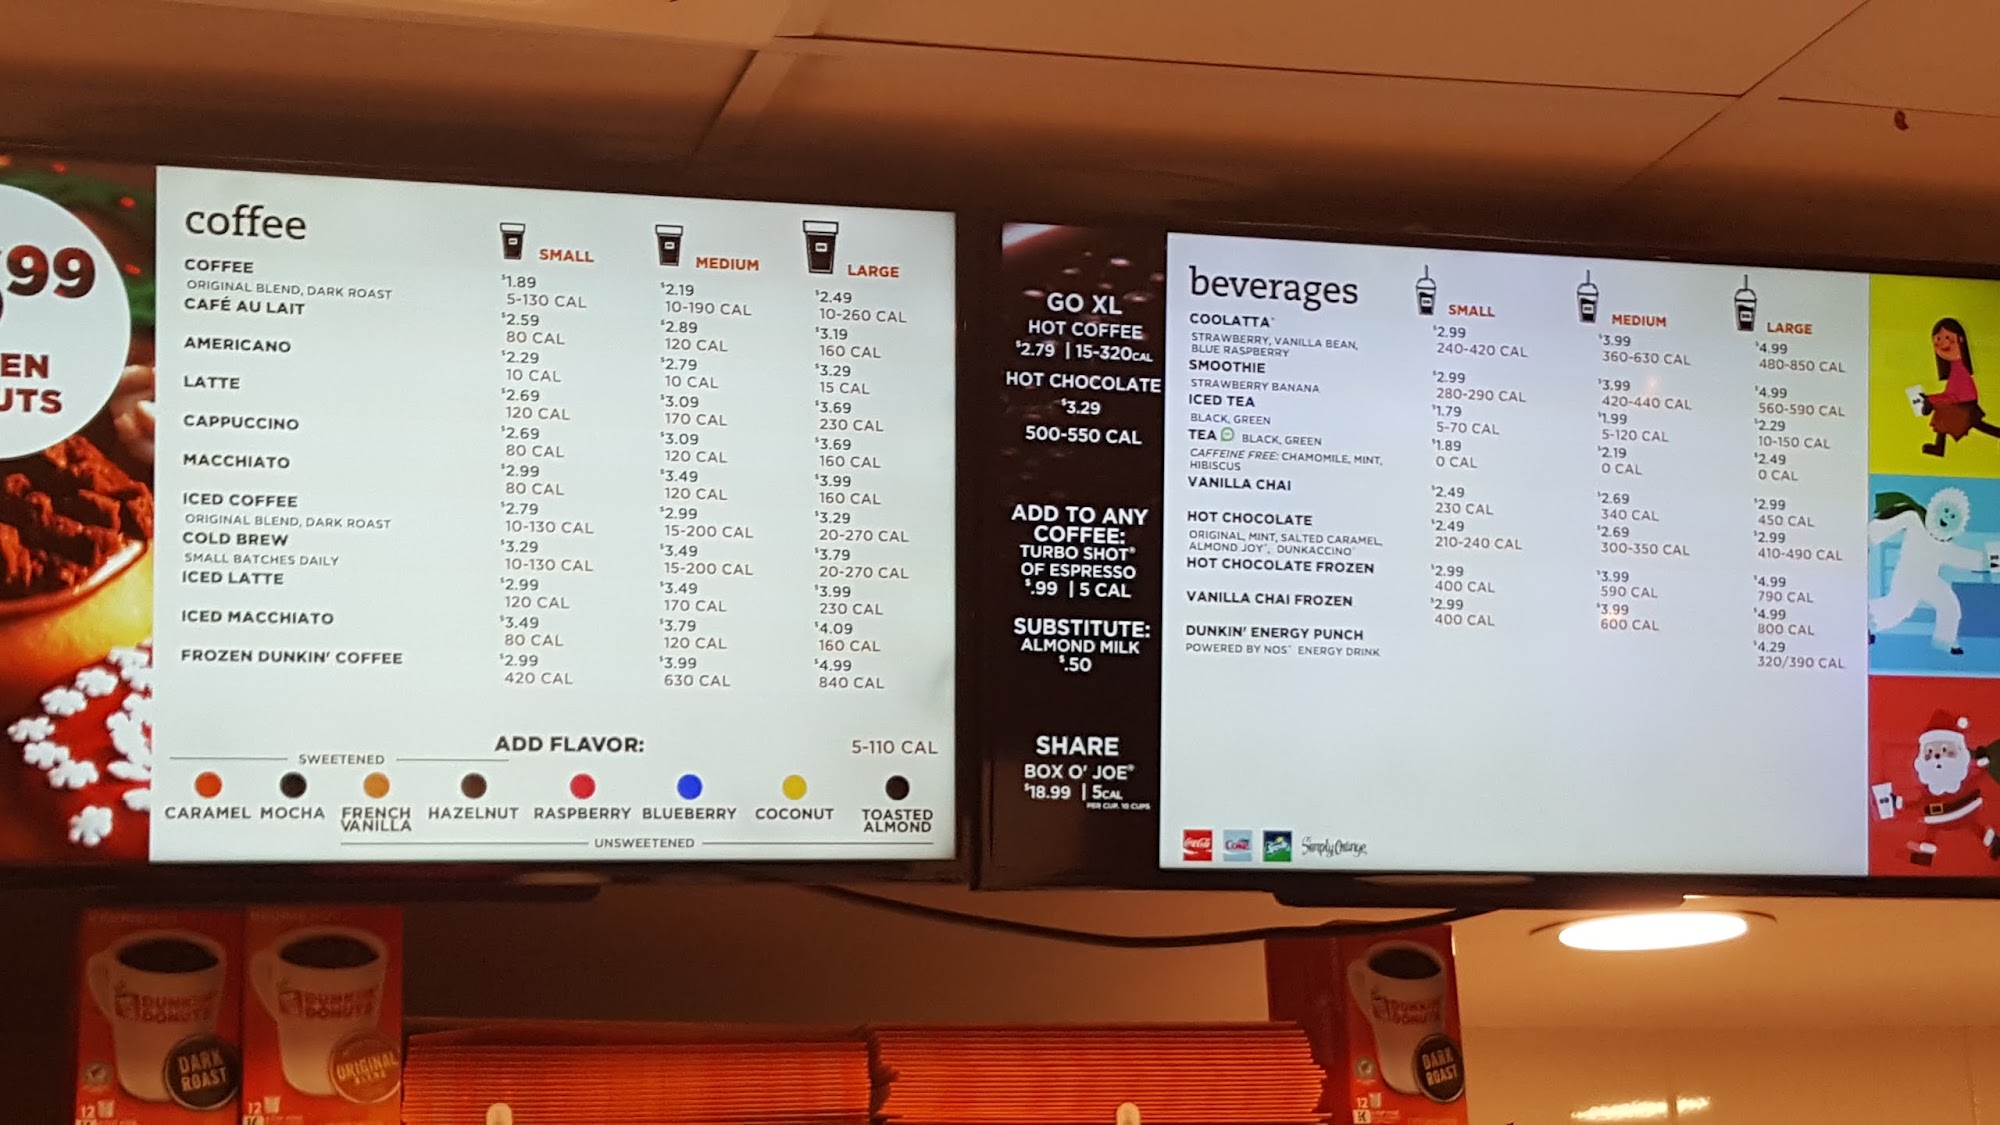 99
EN
UTS
coffee
SMALL MEDIUM LARGE
COFFEE
ORIGINAL BLEND, DARK ROAST
$1.89 $2.19 $2.49
5-130 CAL 10-190 CAL 10-260 CAL
CAFÉ AU LAIT
$2.59 $2.89 $3.19
80 CAL 120 CAL 160 CAL
AMERICANO
$2.29 $2.79 $3.29
10 CAL 10 CAL 15 CAL
LATTE
$2.69 $3.09 $3.69
120 CAL 170 CAL 230 CAL
CAPPUCCINO
$2.69 $3.09 $3.69
80 CAL 120 CAL 160 CAL
MACCHIATO
$2.99 $3.49 $3.99
80 CAL 120 CAL 160 CAL
ICED COFFEE
ORIGINAL BLEND, DARK ROAST
$2.79 $2.99 $3.29
10-130 CAL 15-200 CAL 20-270 CAL
COLD BREW
SMALL BATCHES DAILY
$3.29 $3.49 $3.79
10-130 CAL 15-200 CAL 20-270 CAL
ICED LATTE
$2.99 $3.49 $3.99
120 CAL 170 CAL 230 CAL
ICED MACCHIATO
$3.49 $3.79 $4.09
80 CAL 120 CAL 160 CAL
FROZEN DUNKIN' COFFEE
$2.99 $3.99 $4.99
420 CAL 630 CAL 840 CAL
ADD FLAVOR: 5-110 CAL
SWEETENED
CARAMEL MOCHA FRENCH VANILLA HAZELNUT RASPBERRY BLUEBERRY COCONUT TOASTED ALMOND
UNSWEETENED
GO XL
HOT COFFEE
$2.79 | 15-320CAL
HOT CHOCOLATE
$3.29
500-550 CAL
ADD TO ANY
COFFEE:
TURBO SHOT®
OF ESPRESSO
$.99 | 5 CAL
SUBSTITUTE:
ALMOND MILK
$.50
SHARE
BOX O' JOE®
$18.99 | 5CAL
PER CUP. 10 CUPS
beverages
SMALL MEDIUM LARGE
COOLATTA®
STRAWBERRY, VANILLA BEAN,
BLUE RASPBERRY
$2.99 $3.99 $4.99
240-420 CAL 360-630 CAL 480-850 CAL
SMOOTHIE
STRAWBERRY BANANA
$2.99 $3.99 $4.99
280-290 CAL 420-440 CAL 560-590 CAL
ICED TEA
BLACK, GREEN
$1.79 $1.99 $2.29
5-70 CAL 5-120 CAL 10-150 CAL
TEA BLACK, GREEN
CAFFEINE FREE: CHAMOMILE, MINT,
HIBISCUS
$1.89 $2.19 $2.49
0 CAL 0 CAL 0 CAL
VANILLA CHAI
$2.49 $2.69 $2.99
230 CAL 340 CAL 450 CAL
HOT CHOCOLATE
ORIGINAL, MINT, SALTED CARAMEL,
ALMOND JOY®, DUNKACCINO®
$2.49 $2.69 $2.99
210-240 CAL 300-350 CAL 410-490 CAL
HOT CHOCOLATE FROZEN
$2.99 $3.99 $4.99
400 CAL 590 CAL 790 CAL
VANILLA CHAI FROZEN
$2.99 $3.99 $4.99
400 CAL 600 CAL 800 CAL
DUNKIN' ENERGY PUNCH
POWERED BY NOS® ENERGY DRINK
$4.29
320/390 CAL
Coca-Cola Coke Sprite Simply Orange
DUNKIN'
DONUTS
DARK
ROAST
12
DUNKIN'
DONUTS
ORIGINAL
BLEND
12
K
DUNKIN'
DONUTS
DARK
ROAST
12
K